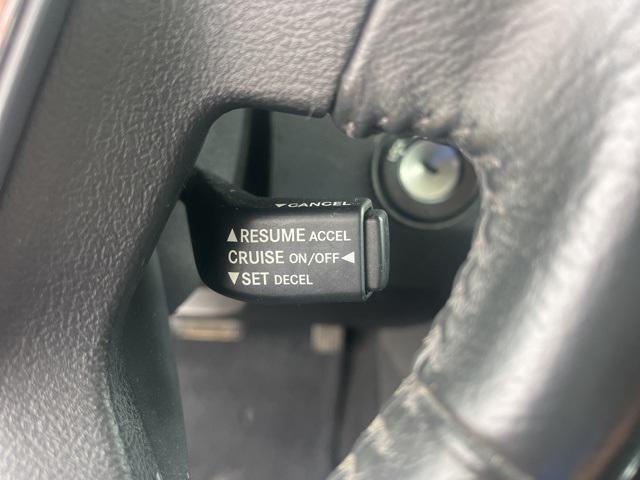 ▼CANCEL
▲RESUME ACCEL
CRUISE ON/OFF◀
▼SET DECEL